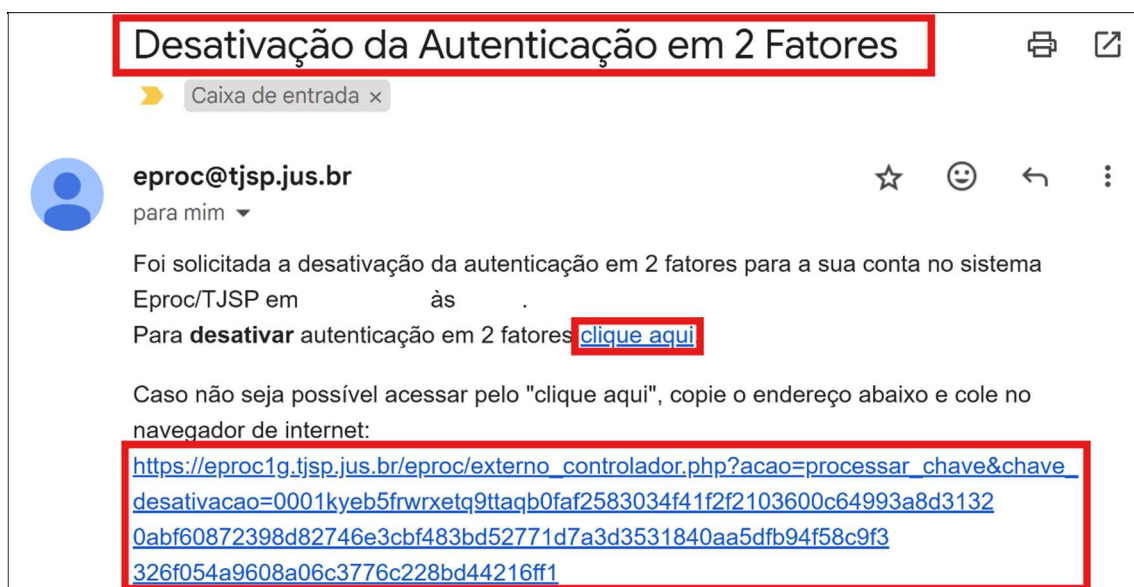 Desativação da Autenticação em 2 Fatores
Caixa de entrada ×
eproc@tjsp.jus.br
para mim
Foi solicitada a desativação da autenticação em 2 fatores para a sua conta no sistema
Eproc/TJSP em às .
Para desativar autenticação em 2 fatores clique aqui
Caso não seja possível acessar pelo "clique aqui", copie o endereço abaixo e cole no
navegador de internet:
https://eproc1g.tjsp.jus.br/eproc/externo_controlador.php?acao=processar_chave&chave_
desativacao=0001kyeb5frwrxetq9ttaqb0faf2583034f41f2f2103600c64993a8d3132
0abf60872398d82746e3cbf483bd52771d7a3d3531840aa5dfb94f58c9f3
326f054a9608a06c3776c228bd44216ff1